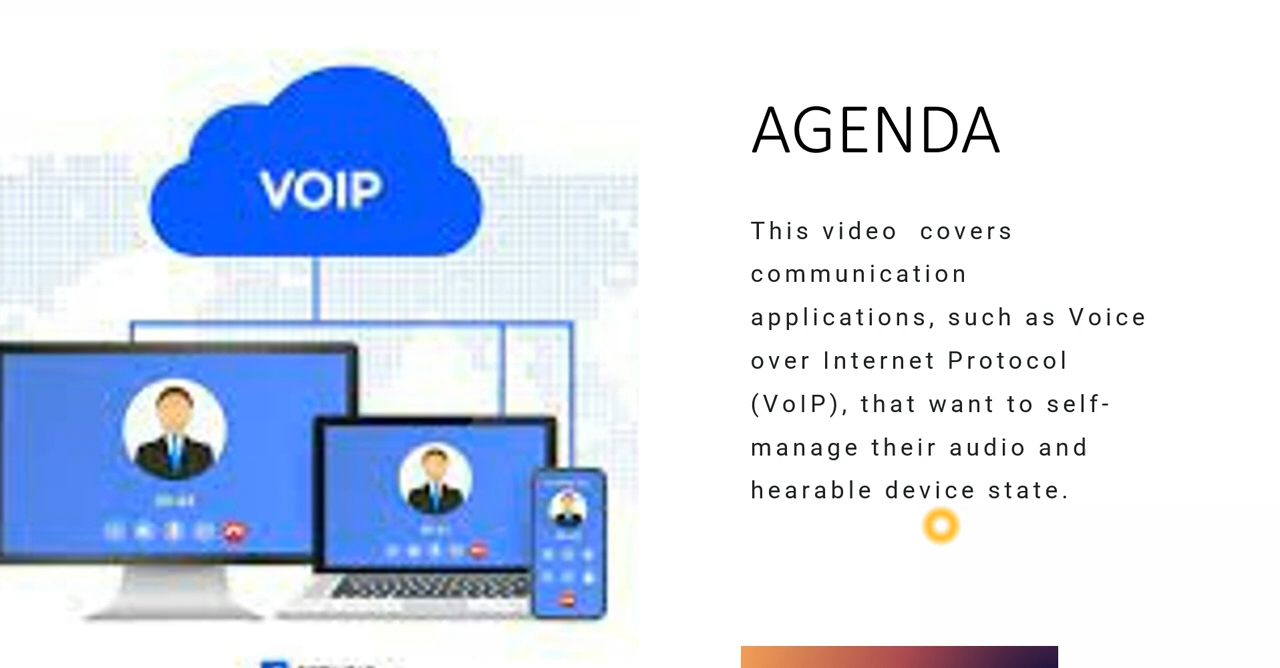 VOIP
AGENDA
This video covers
communication
applications, such as Voice
over Internet Protocol
(VoIP), that want to self-
manage their audio and
hearable device state.